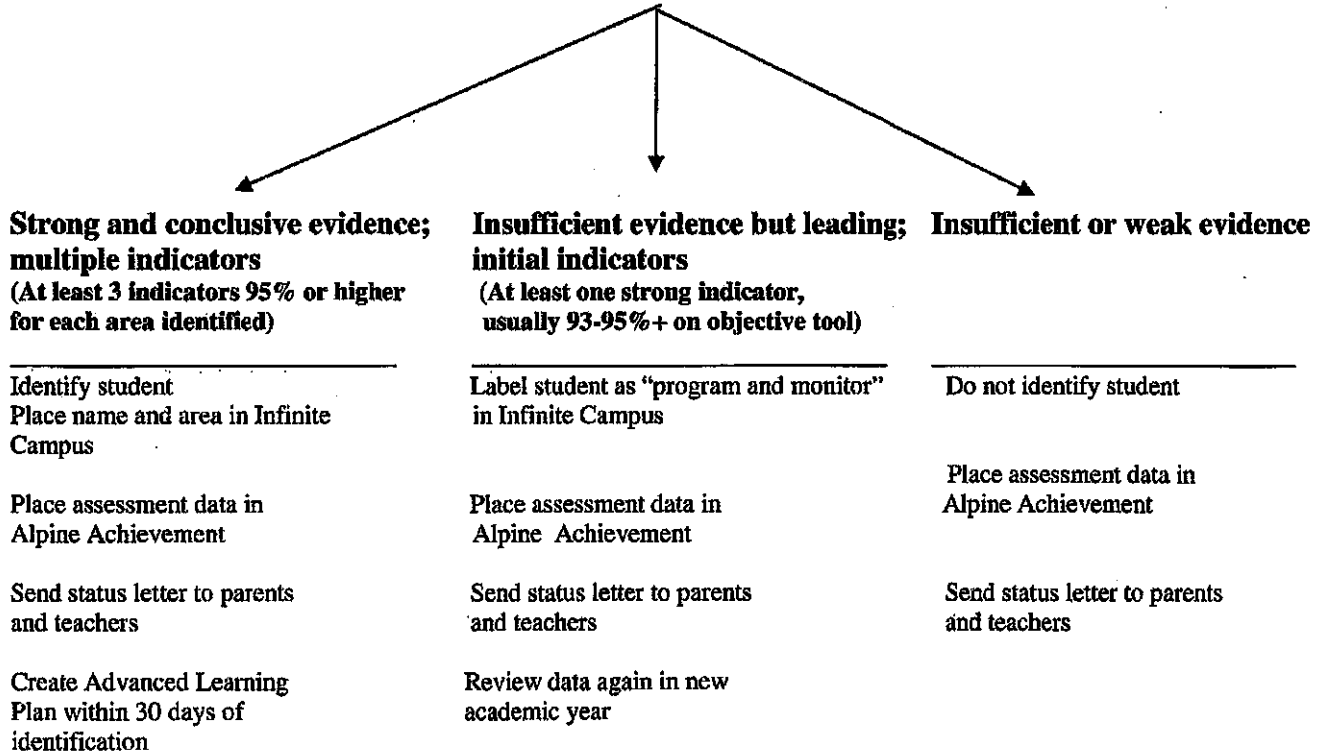 Strong and conclusive evidence;
multiple indicators
(At least 3 indicators 95% or higher
for each area identified)
Identify student
Place name and area in Infinite
Campus
Place assessment data in
Alpine Achievement
Send status letter to parents
and teachers
Create Advanced Learning
Plan within 30 days of
identification
Insufficient evidence but leading;
initial indicators
(At least one strong indicator,
usually 93-95%+ on objective tool)
Label student as "program and monitor"
in Infinite Campus
Place assessment data in
Alpine Achievement
Send status letter to parents
and teachers
Review data again in new
academic year
Insufficient or weak evidence
Do not identify student
Place assessment data in
Alpine Achievement
Send status letter to parents
and teachers